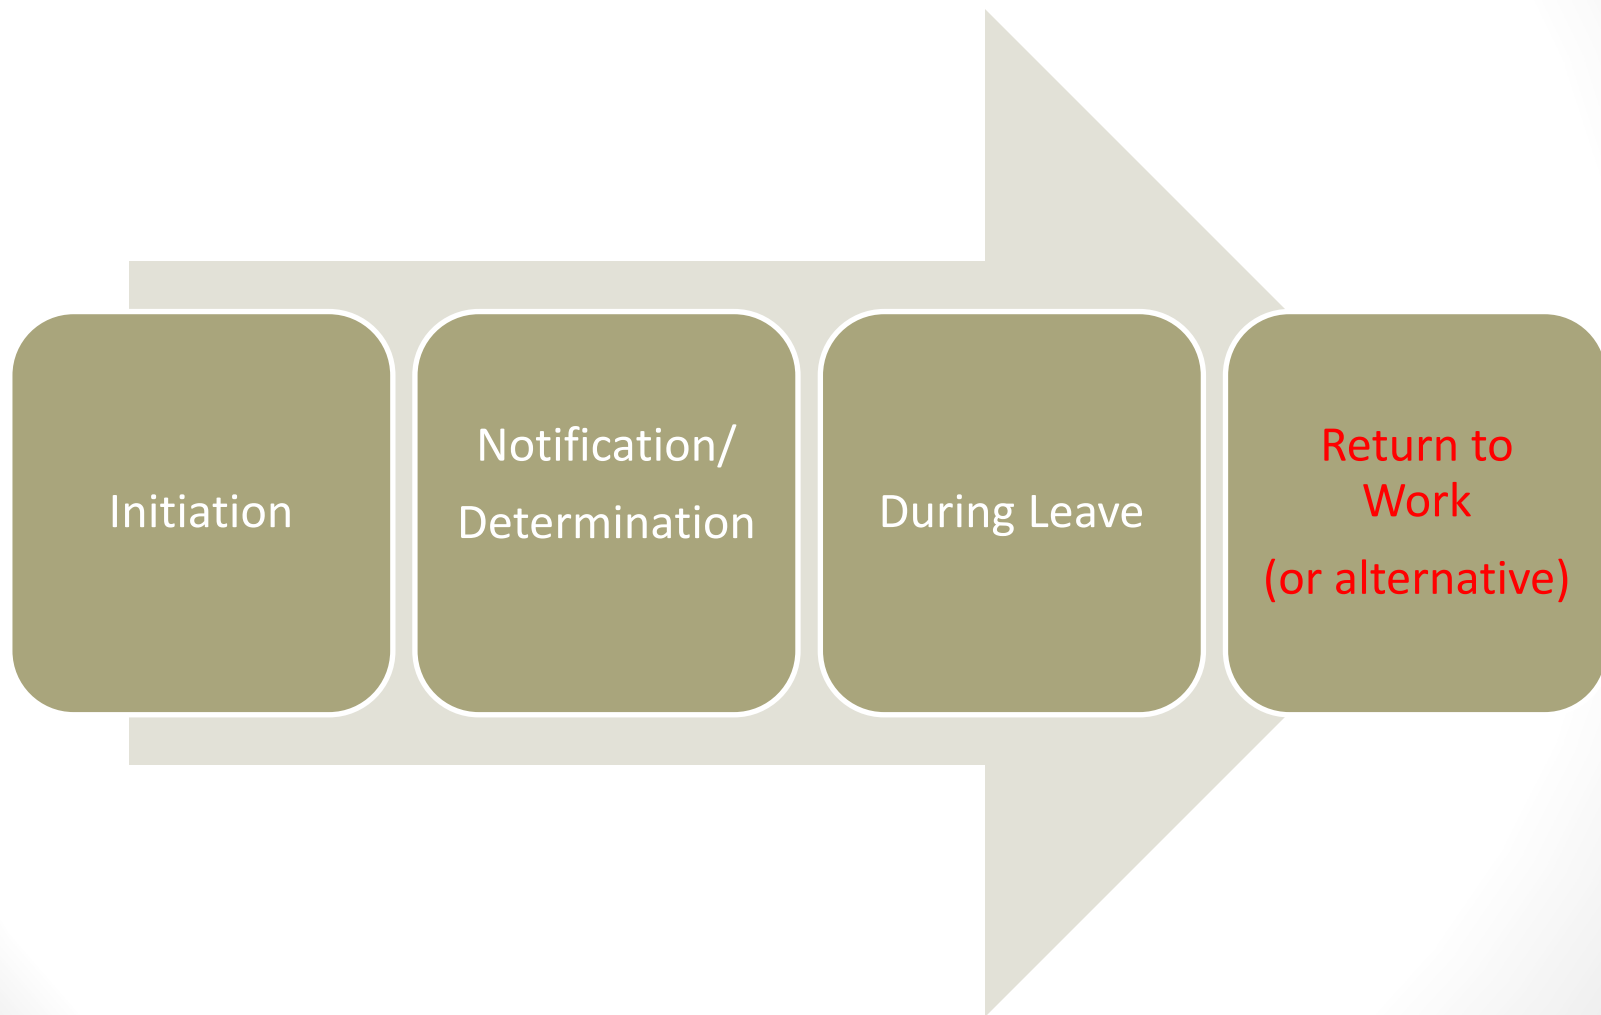 Initiation
Notification/
Determination
During Leave
Return to
Work
(or alternative)